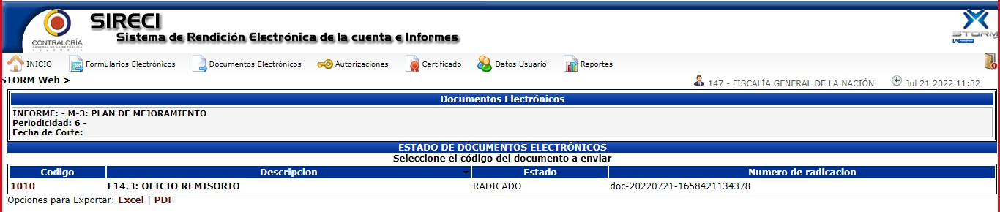 SIRECI
Sistema de Rendición Electrónica de la cuenta e Informes
CONTRALORÍA
GENERAL DE LA REPÚBLICA
COLOMBIA
STORM
WEB
INICIO Formularios Electrónicos Documentos Electrónicos Autorizaciones Certificado Datos Usuario Reportes
STORM Web >
147 - FISCALÍA GENERAL DE LA NACIÓN Jul 21 2022 11:32
Documentos Electrónicos
INFORME: - M-3: PLAN DE MEJORAMIENTO
Periodicidad: 6 -
Fecha de Corte:
ESTADO DE DOCUMENTOS ELECTRÓNICOS
Seleccione el código del documento a enviar
Codigo Descripcion Estado Numero de radicacion
1010 F14.3: OFICIO REMISORIO RADICADO doc-20220721-1658421134378
Opciones para Exportar: Excel | PDF